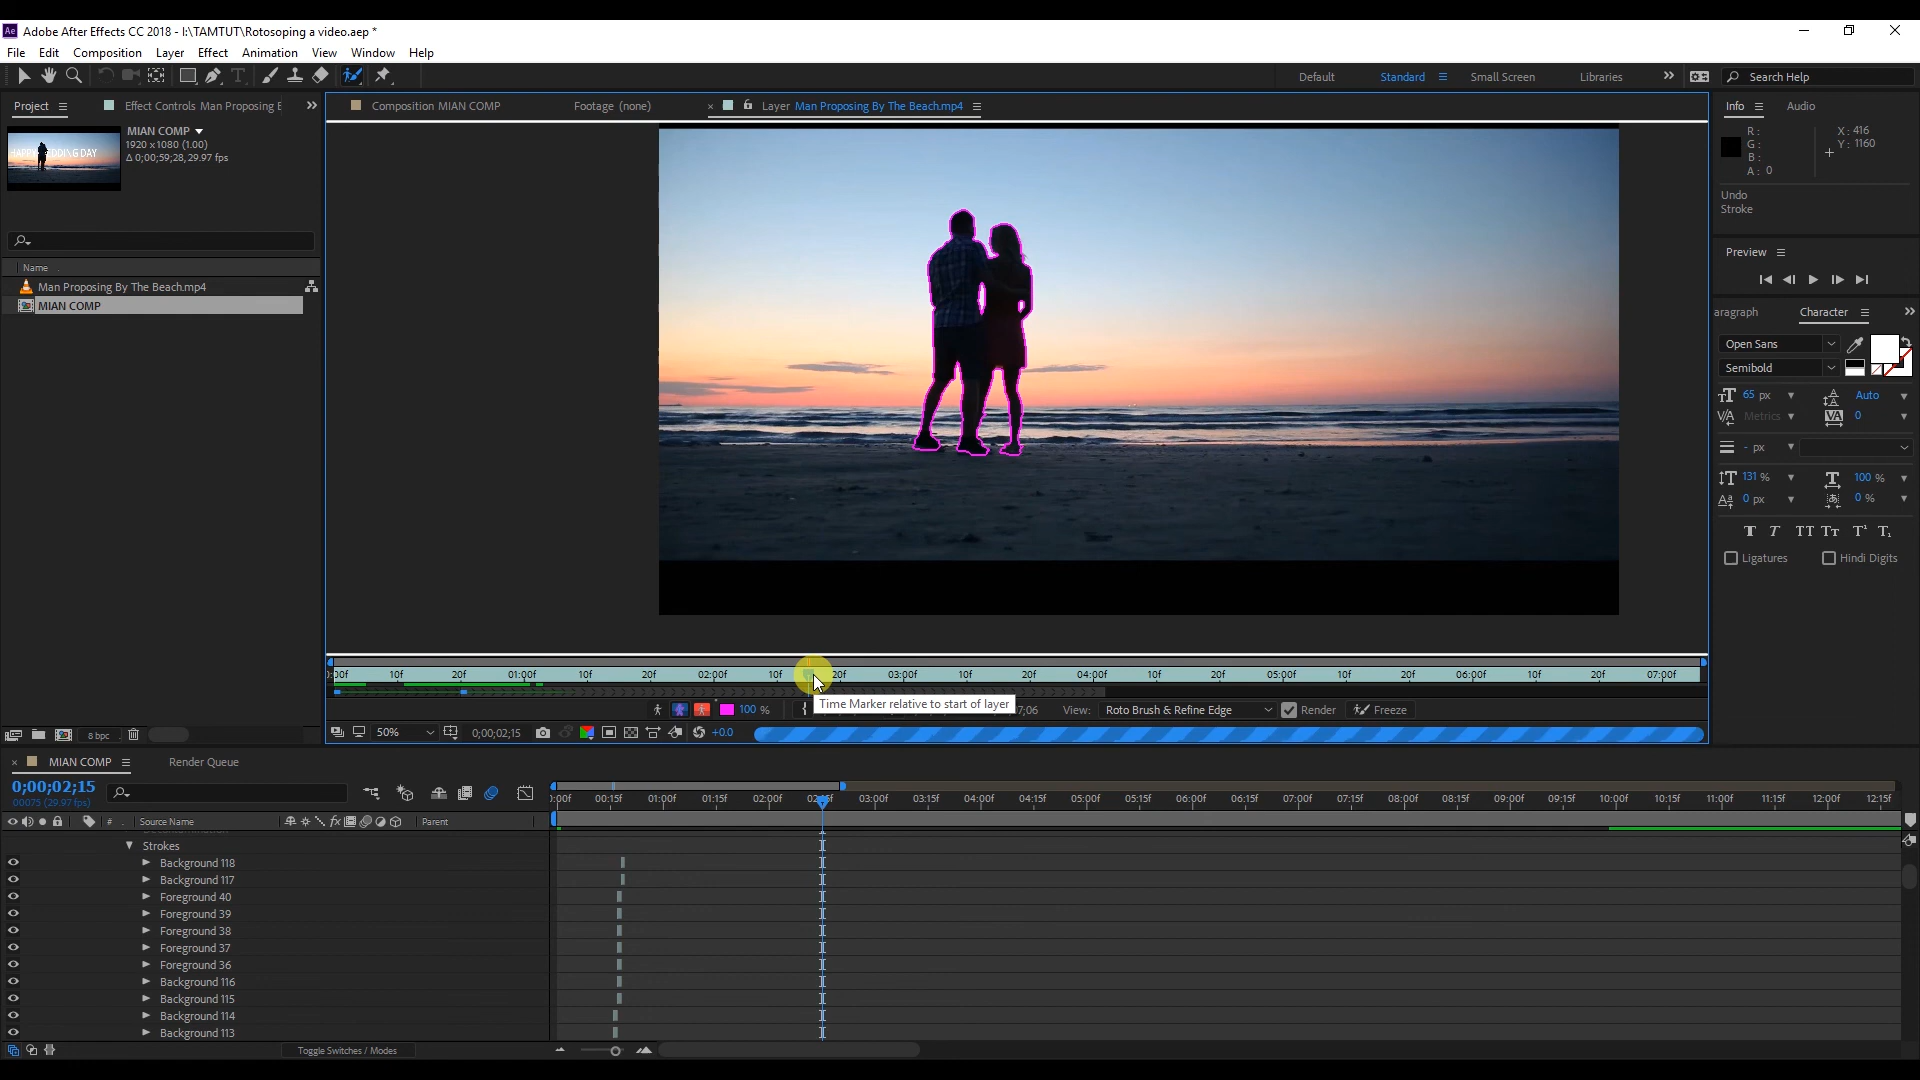 Ae Adobe After Effects CC 2018 - I:\TAMTUT\Rotosoping a video.aep *
File Edit Composition Layer Effect Animation View Window Help
Default Standard Small Screen Libraries Search Help
Project Effect Controls Man Proposing E
Composition MIAN COMP Footage (none) Layer Man Proposing By The Beach.mp4
Info Audio
MIAN COMP
1920 x1080 (1.00)
Δ 0;00;59;28, 29.97 fps
R: X: 416
G: Y: 1160
B:
A: 0
Undo
Stroke
Name
Man Proposing By The Beach.mp4
MIAN COMP
Preview
aragraph Character
Open Sans
Semibold
65 px Auto
Metrics 0
- px
131 % 100 %
0 px 0 %
Ligatures Hindi Digits
10f 20f 01:00f 10f 20f 02:00f 10f 20f 03:00f 10f 20f 04:00f 10f 20f 05:00f 10f 20f 06:00f 10f 20f 07:00f
100 % Time Marker relative to start of layer 7;06 View: Roto Brush & Refine Edge Render Freeze
8 bpc 50% 0;00;02;15 +0.0
MIAN COMP Render Queue
0;00;02;15
00075 (29.97 fps)
00:15f 01:00f 01:15f 02:00f 03:00f 03:15f 04:00f 04:15f 05:00f 05:15f 06:00f 06:15f 07:00f 07:15f 08:00f 08:15f 09:00f 09:15f 10:00f 10:15f 11:00f 11:15f 12:00f 12:15f
# Source Name Parent
Strokes
Background 118
Background 117
Foreground 40
Foreground 39
Foreground 38
Foreground 37
Foreground 36
Background 116
Background 115
Background 114
Background 113
Toggle Switches / Modes